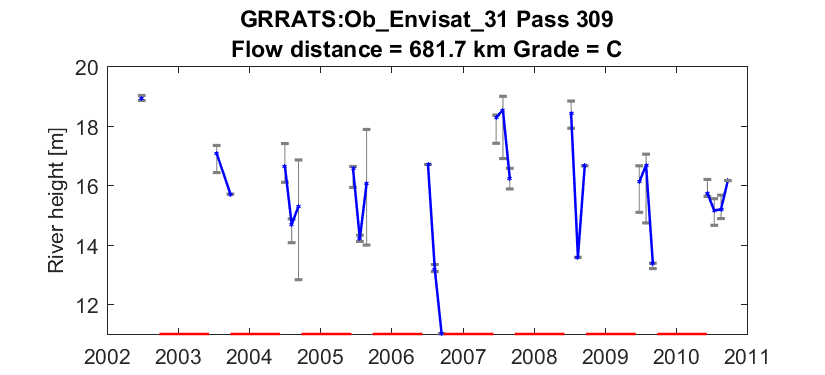 GRRATS:Ob_Envisat_31 Pass 309
Flow distance = 681.7 km Grade = C
River height [m]
20
18
16
14
12
2002 2003 2004 2005 2006 2007 2008 2009 2010 2011